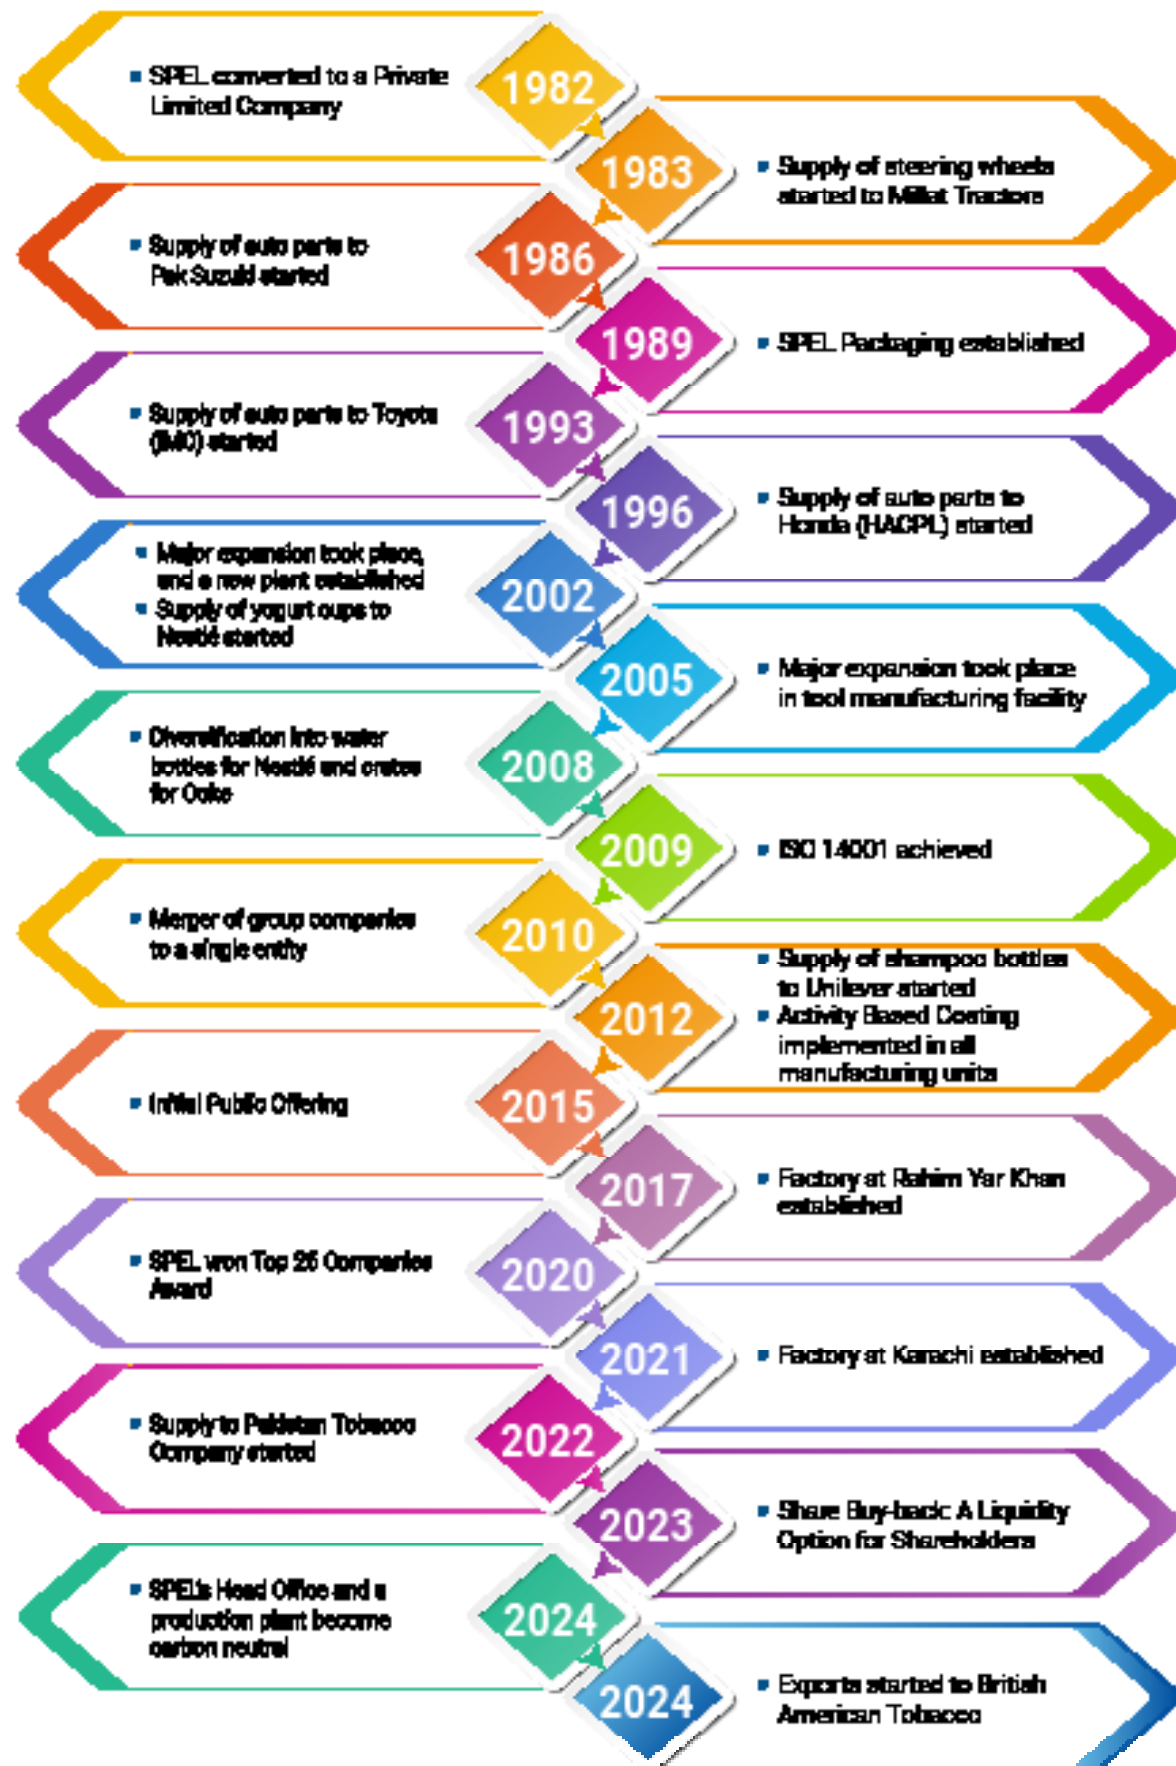 1982
▪ SPEL converted to a Private
Limited Company
1983
▪ Supply of steering wheels
started to Millat Tractors
1986
▪ Supply of auto parts to
Pak Suzuki started
1989
▪ SPEL Packaging established
1993
▪ Supply of auto parts to Toyota
(IMC) started
1996
▪ Supply of auto parts to
Honda (HACPL) started
2002
▪ Major expansion took place,
and a new plant established
▪ Supply of yogurt cups to
Nestlé started
2005
▪ Major expansion took place
in tool manufacturing facility
2008
▪ Diversification into water
bottles for Nestlé and crates
for Coke
2009
▪ ISO 14001 achieved
2010
▪ Merger of group companies
to a single entity
2012
▪ Supply of shampoo bottles
to Unilever started
▪ Activity Based Costing
implemented in all
manufacturing units
2015
▪ Initial Public Offering
2017
▪ Factory at Rahim Yar Khan
established
2020
▪ SPEL won Top 25 Companies
Award
2021
▪ Factory at Karachi established
2022
▪ Supply to Pakistan Tobacco
Company started
2023
▪ Share Buy-back: A Liquidity
Option for Shareholders
2024
▪ SPEL's Head Office and a
production plant become
carbon neutral
2024
▪ Exports started to British
American Tobacco